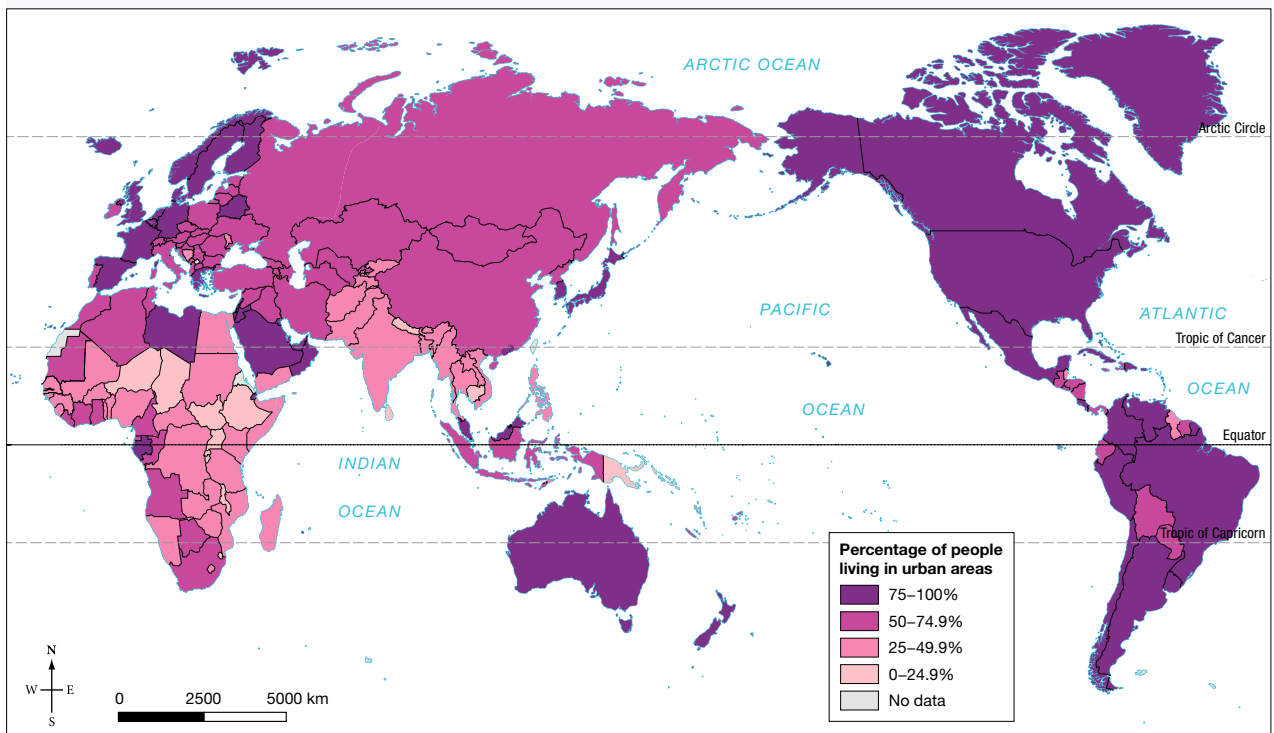 ARCTIC OCEAN
Arctic Circle
PACIFIC
ATLANTIC
Tropic of Cancer
OCEAN
OCEAN
Equator
INDIAN
OCEAN
Tropic of Capricorn
Percentage of people
living in urban areas
75–100%
50–74.9%
25–49.9%
0–24.9%
No data
N
W E
S
0 2500 5000 km